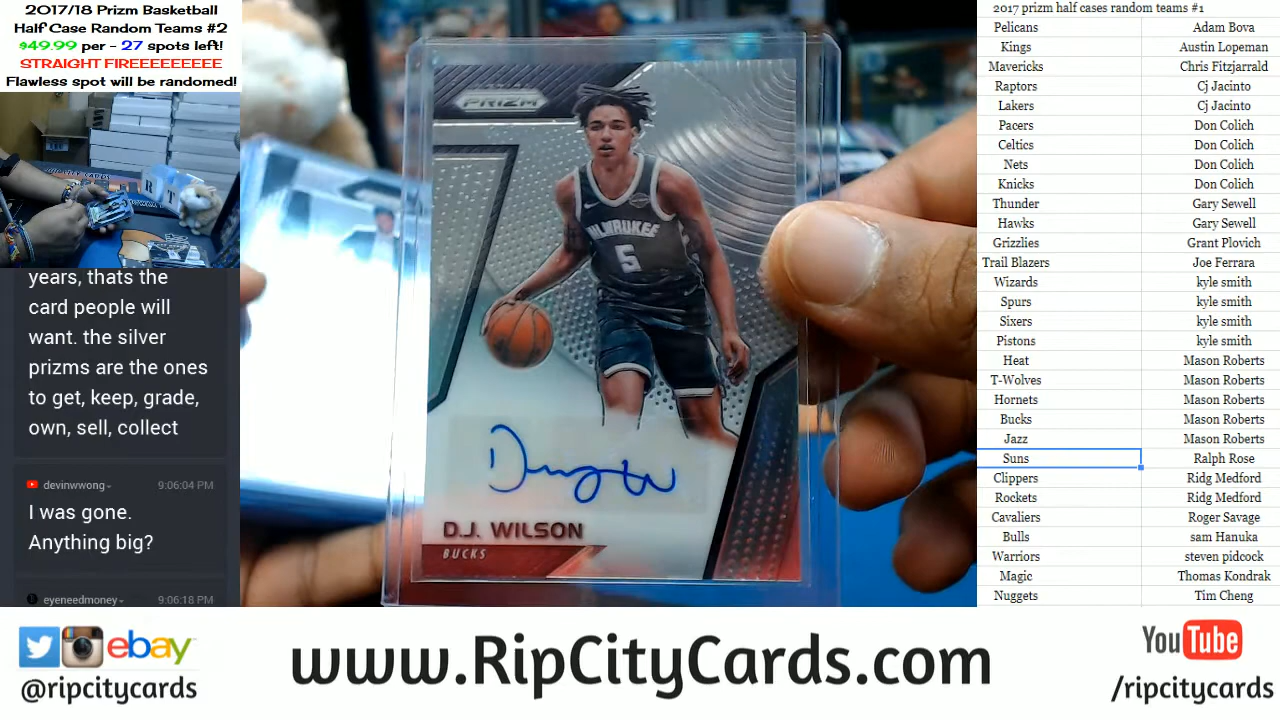 2017/18 Prizm Basketball
Half Case Random Teams #2
$49.99 per - 27 spots left!
STRAIGHT FIREEEEEEEEE
Flawless spot will be randomed!
years, thats the
card people will
want. the silver
prizms are the ones
to get, keep, grade,
own, sell, collect
devinwwong
9:06:04 PM
I was gone.
Anything big?
eyeneedmoney
9:06:18 PM
PRIZM
MILWAUKEE
5
D.J. WILSON
BUCKS
R T
2017 prizm half cases random teams #1
Pelicans Adam Bova
Kings Austin Lopeman
Mavericks Chris Fitzjarrald
Raptors Cj Jacinto
Lakers Cj Jacinto
Pacers Don Colich
Celtics Don Colich
Nets Don Colich
Knicks Don Colich
Thunder Gary Sewell
Hawks Gary Sewell
Grizzlies Grant Plovich
Trail Blazers Joe Ferrara
Wizards kyle smith
Spurs kyle smith
Sixers kyle smith
Pistons kyle smith
Heat Mason Roberts
T-Wolves Mason Roberts
Hornets Mason Roberts
Bucks Mason Roberts
Jazz Mason Roberts
Suns Ralph Rose
Clippers Ridg Medford
Rockets Ridg Medford
Cavaliers Roger Savage
Bulls sam Hanuka
Warriors steven pidcock
Magic Thomas Kondrak
Nuggets Tim Cheng
ebay
@ripcitycards
www.RipCityCards.com
YouTube
/ripcitycards